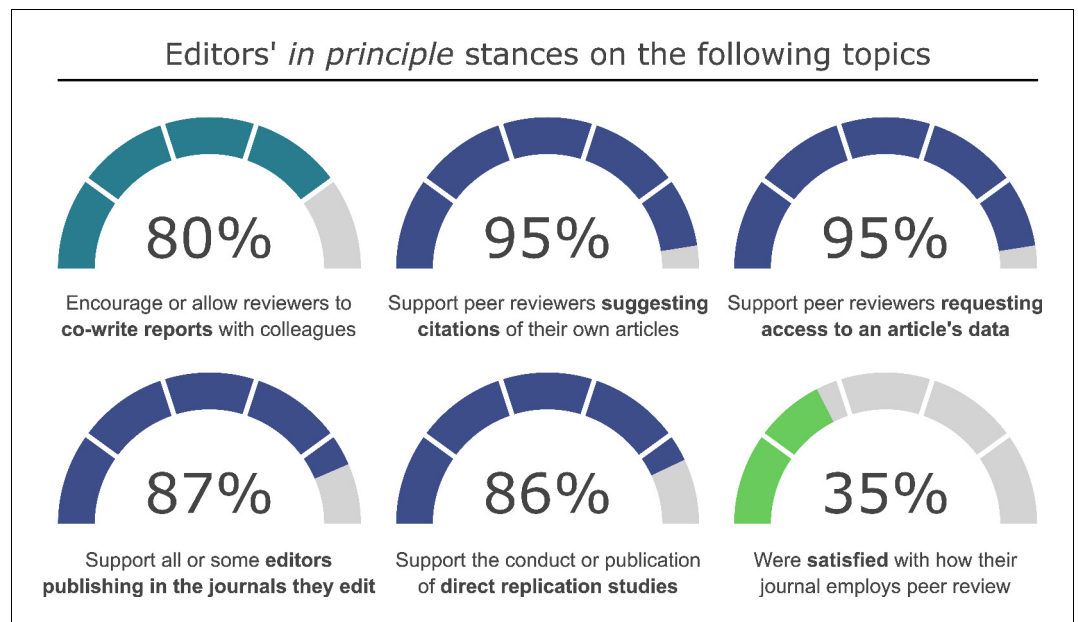 Editors' in principle stances on the following topics
80%
Encourage or allow reviewers to
co-write reports with colleagues
95%
Support peer reviewers suggesting
citations of their own articles
95%
Support peer reviewers requesting
access to an article's data
87%
Support all or some editors
publishing in the journals they edit
86%
Support the conduct or publication
of direct replication studies
35%
Were satisfied with how their
journal employs peer review